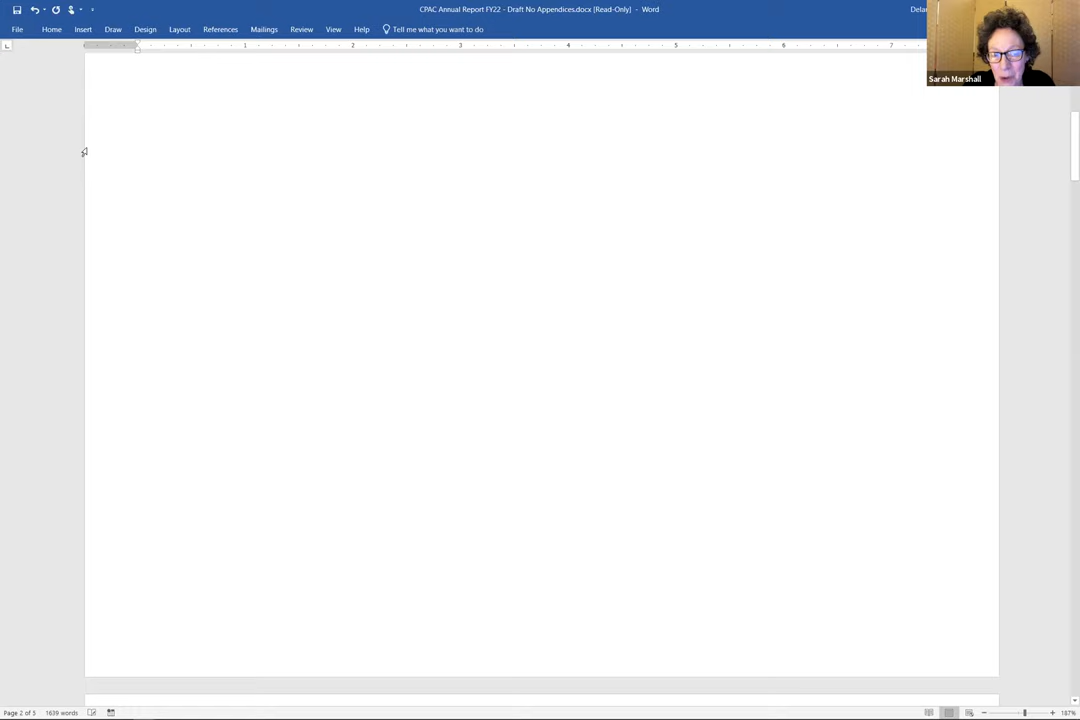 CPAC Annual Report FY22 - Draft No Appendices.docx [Read-Only] - Word
File Home Insert Draw Design Layout References Mailings Review View Help Tell me what you want to do
1 2 3 4 5 6 7
Sarah Marshall
Page 2 of 5 1639 words
187%